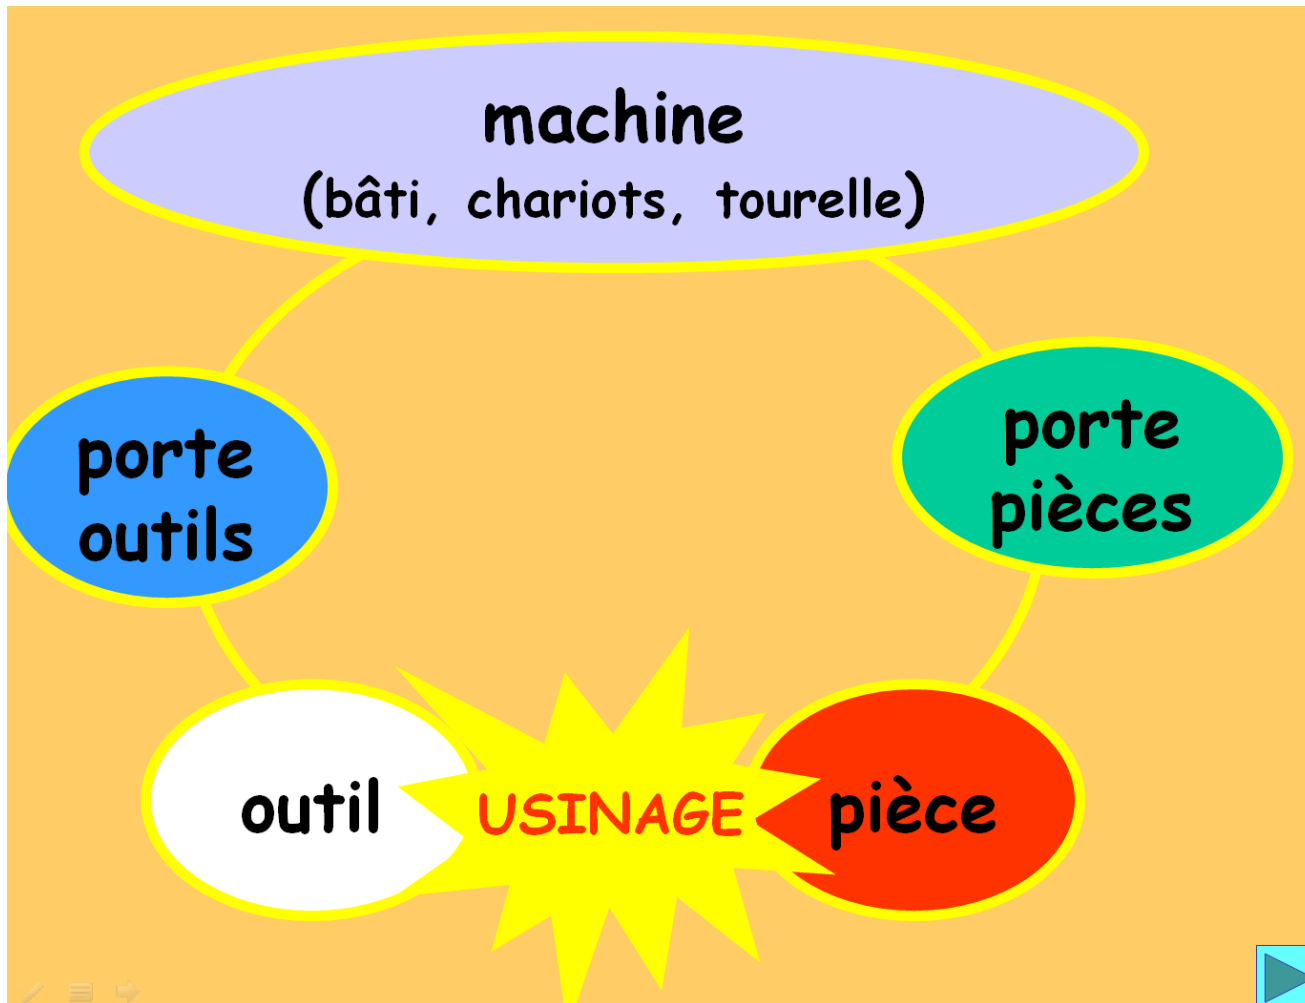 machine
(bâti, chariots, tourelle)
porte
outils
porte
pièces
outil
USINAGE
pièce